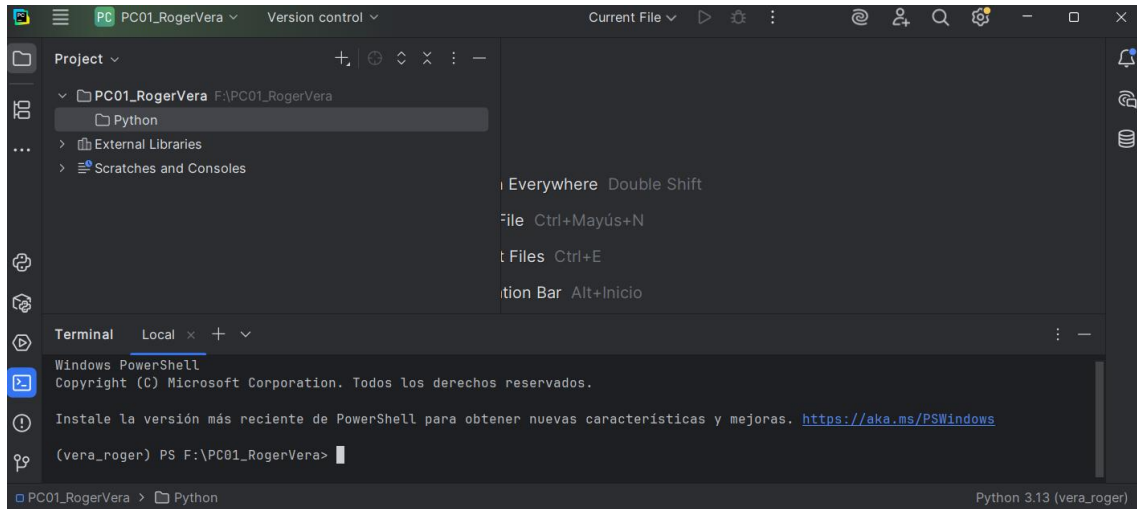 PC PC PC01_RogerVera Version control Current File
Project
PC01_RogerVera F:\PC01_RogerVera
Python
External Libraries
Scratches and Consoles
Everywhere Double Shift
File Ctrl+Mayús+N
t Files Ctrl+E
ation Bar Alt+Inicio
Terminal Local
Windows PowerShell
Copyright (C) Microsoft Corporation. Todos los derechos reservados.
Instale la versión más reciente de PowerShell para obtener nuevas características y mejoras. https://aka.ms/PSWindows
(vera_roger) PS F:\PC01_RogerVera>
PC01_RogerVera > Python Python 3.13 (vera_roger)